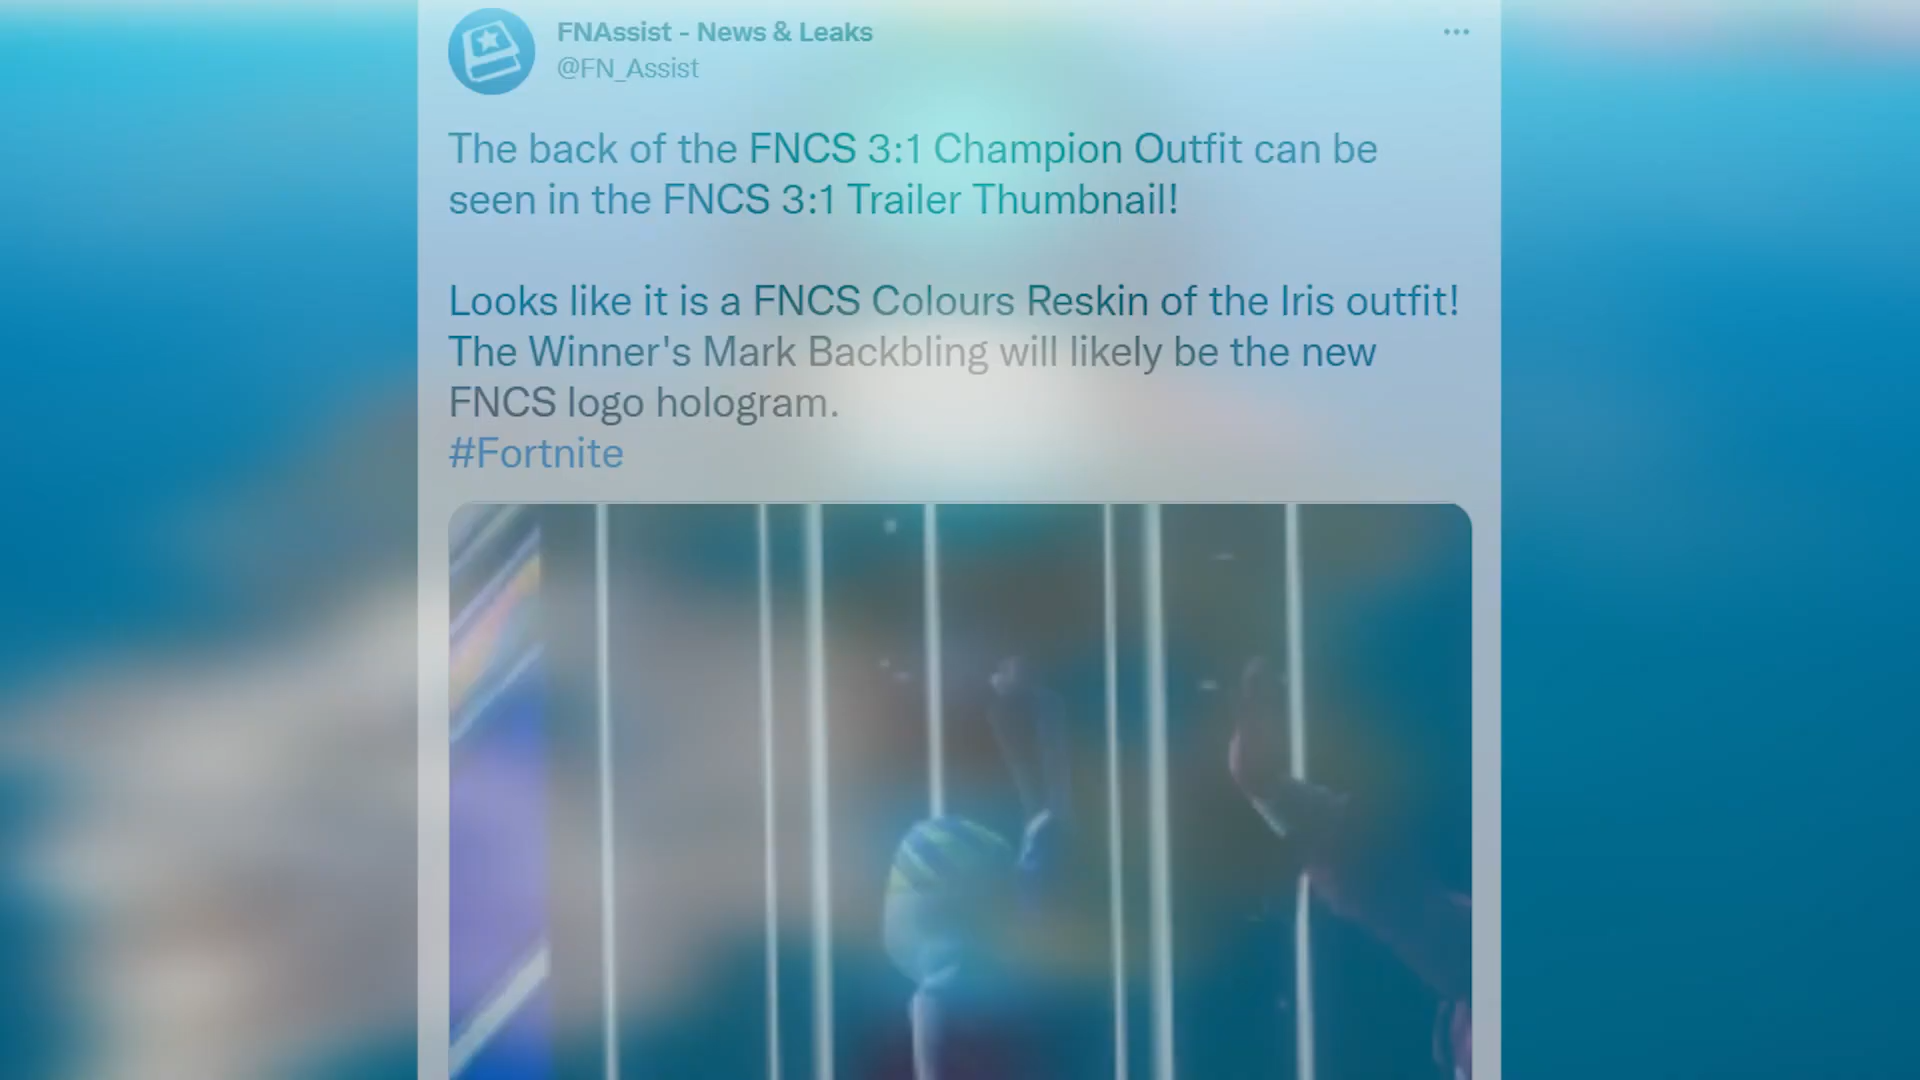 FNAssist - News & Leaks
@FN_Assist
The back of the FNCS 3:1 Champion Outfit can be
seen in the FNCS 3:1 Trailer Thumbnail!
Looks like it is a FNCS Colours Reskin of the Iris outfit!
The Winner's Mark Backbling will likely be the new
FNCS logo hologram.
#Fortnite